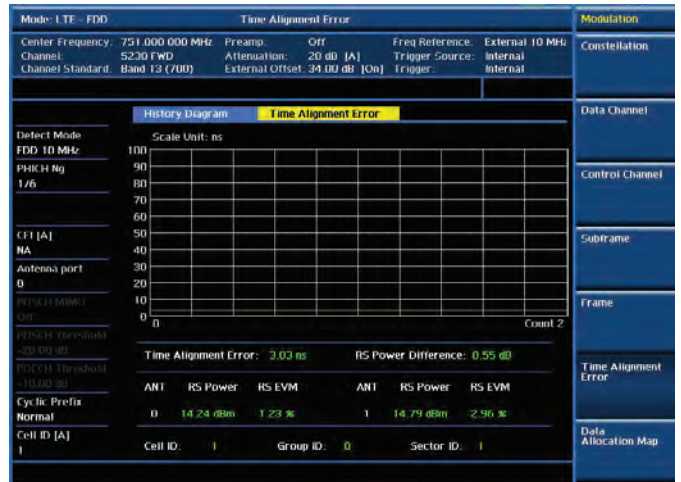 Mode: LTE - FDD
Time Alignment Error
Modulation
Center Frequency: 751.000 000 MHz
Preamp: Off
Freq Reference: External 10 MHz
Channel: 5230 FWD
Attenuation: 20 dB [A]
Trigger Source: Internal
Channel Standard: Band 13 (700)
External Offset: 34.00 dB [On]
Trigger: Internal
Constellation
Data Channel
Control Channel
Subframe
Frame
Time Alignment
Error
Data
Allocation Map
History Diagram
Time Alignment Error
Detect Mode
FDD 10 MHz
PHICH Ng
1/6
CFI [A]
NA
Antenna port
0
PDSCH MIMO
Off
PDSCH Threshold
-20.00 dB
PDCCH Threshold
-10.00 dB
Cyclic Prefix
Normal
Cell ID [A]
1
Scale Unit: ns
100
90
80
70
60
50
40
30
20
10
0
0
Count 2
Time Alignment Error: 3.03 ns
RS Power Difference: 0.55 dB
ANT RS Power RS EVM
ANT RS Power RS EVM
0 14.24 dBm 1.23 %
1 14.79 dBm 2.96 %
Cell ID: 1
Group ID: 0
Sector ID: 1